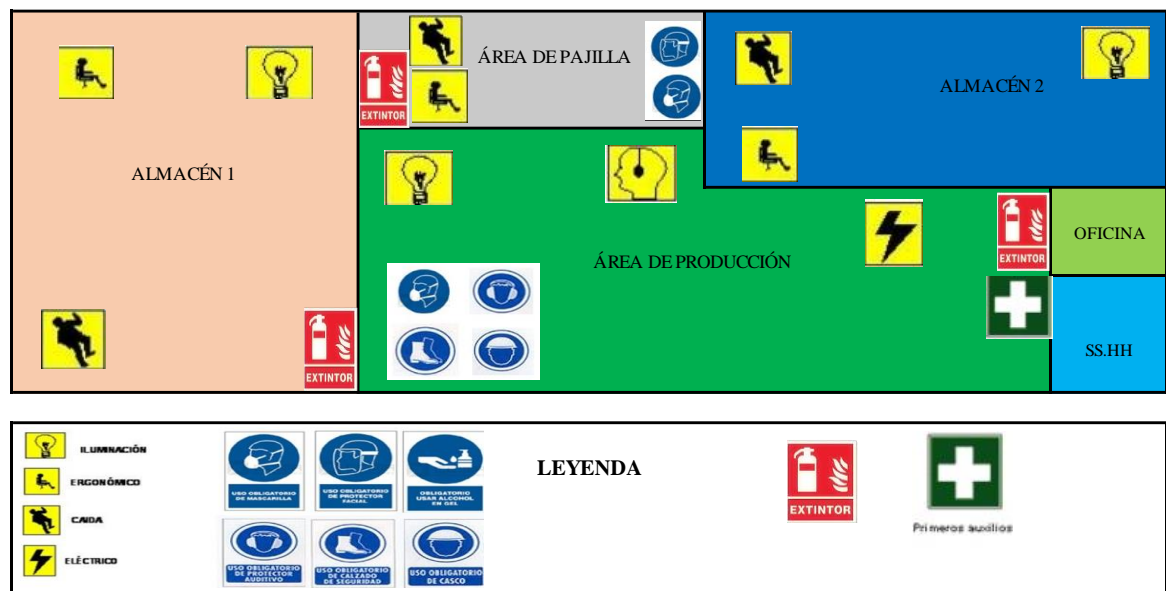 ÁREA DE PAJILLA
ALMACÉN 2
EXTINTOR
ALMACÉN 1
OFICINA
ÁREA DE PRODUCCIÓN
EXTINTOR
SS.HH
EXTINTOR
LEYENDA
ILUMINACIÓN
ERGONÓMICO
CAIDA
ELÉCTRICO
USO OBLIGATORIO
DE MASCARILLA
USO OBLIGATORIO
DE PROTECTOR
FACIAL
OBLIGATORIO
USAR ALCOHOL
EN GEL
USO OBLIGATORIO
DE PROTECTOR
AUDITIVO
USO OBLIGATORIO
DE CALZADO
DE SEGURIDAD
USO OBLIGATORIO
DE CASCO
EXTINTOR
Primeros auxilios